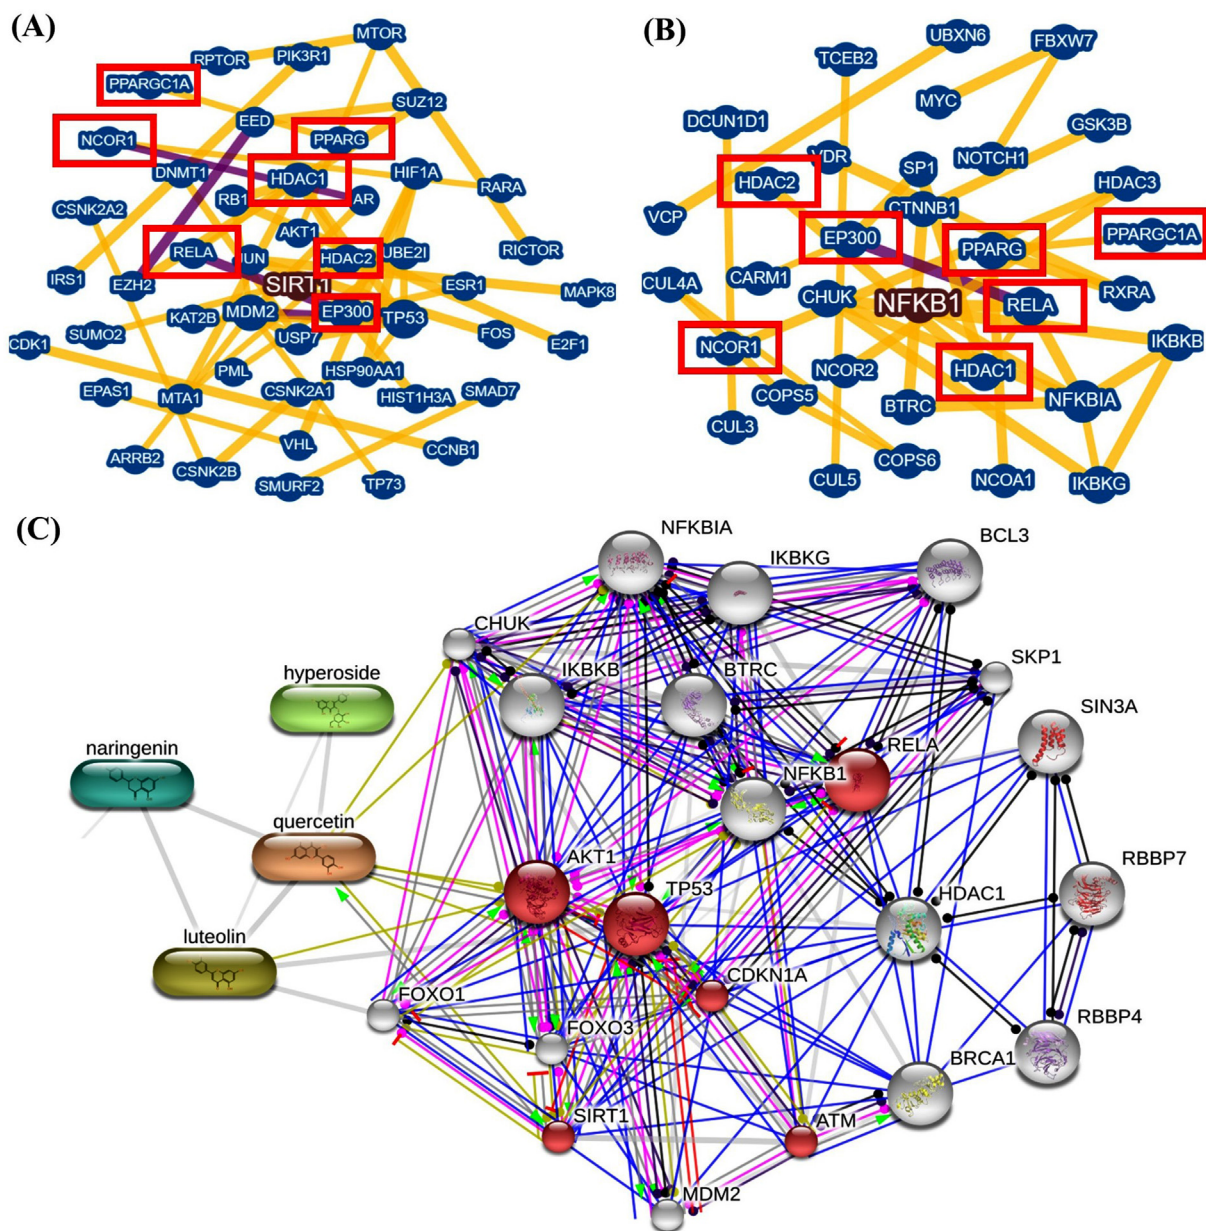 (A)
MTOR
RPTOR
PIK3R1
PPARGC1A
SUZ12
EED
NCOR1
PPARG
DNMT1
HDAC1
HIF1A
RARA
RB1
AR
CSNK2A2
AKT1
RELA
JUN
HDAC2
UBE2I
RICTOR
IRS1
EZH2
SIRT1
ESR1
MAPK8
KAT2B
MDM2
EP300
TP53
SUMO2
USP7
FOS
E2F1
CDK1
PML
HSP90AA1
EPAS1
MTA1
CSNK2A1
HIST1H3A
SMAD7
VHL
CCNB1
ARRB2
CSNK2B
SMURF2
TP73
(B)
UBXN6
FBXW7
TCEB2
MYC
DCUN1D1
GSK3B
VDR
SP1
NOTCH1
HDAC2
HDAC3
VCP
CTNNB1
EP300
PPARG
PPARGC1A
CUL4A
CARM1
CHUK
NFKB1
RELA
RXRA
NCOR1
IKBKB
NCOR2
HDAC1
COPS5
BTRC
NFKBIA
CUL3
COPS6
CUL5
NCOA1
IKBKG
(C)
NFKBIA
BCL3
IKBKG
CHUK
SKP1
IKBKB
BTRC
hyperoside
SIN3A
naringenin
RELA
NFKB1
quercetin
AKT1
TP53
HDAC1
RBBP7
luteolin
CDKN1A
FOXO1
FOXO3
RBBP4
BRCA1
SIRT1
ATM
MDM2